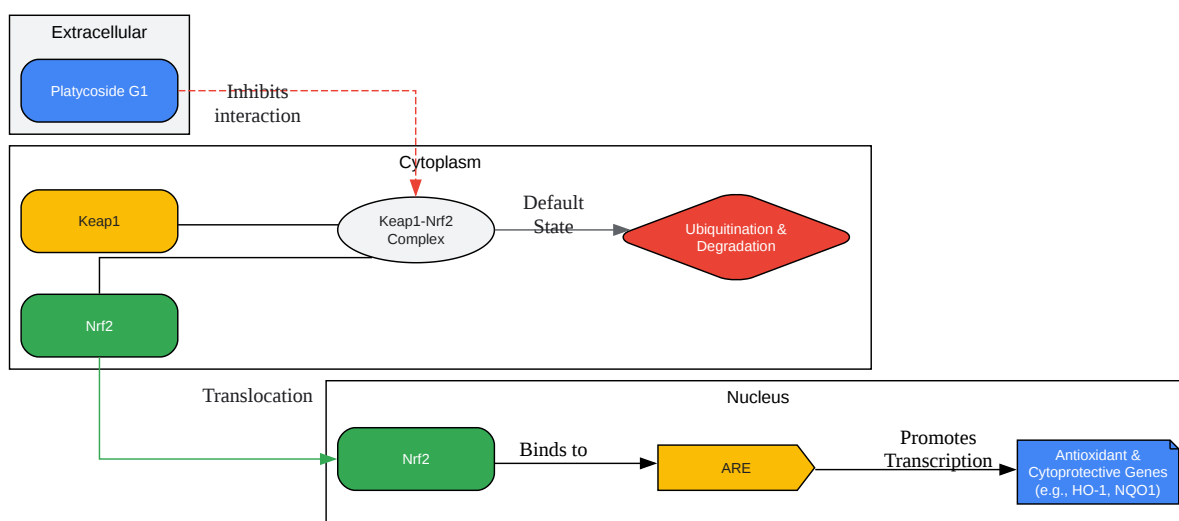 Extracellular
Platycoside G1
Inhibits
interaction
Cytoplasm
Keap1
Keap1-Nrf2
Complex
Default
State
Ubiquitination &
Degradation
Nrf2
Translocation
Nucleus
Nrf2
Binds to
ARE
Promotes
Transcription
Antioxidant &
Cytoprotective Genes
(e.g., HO-1, NQO1)